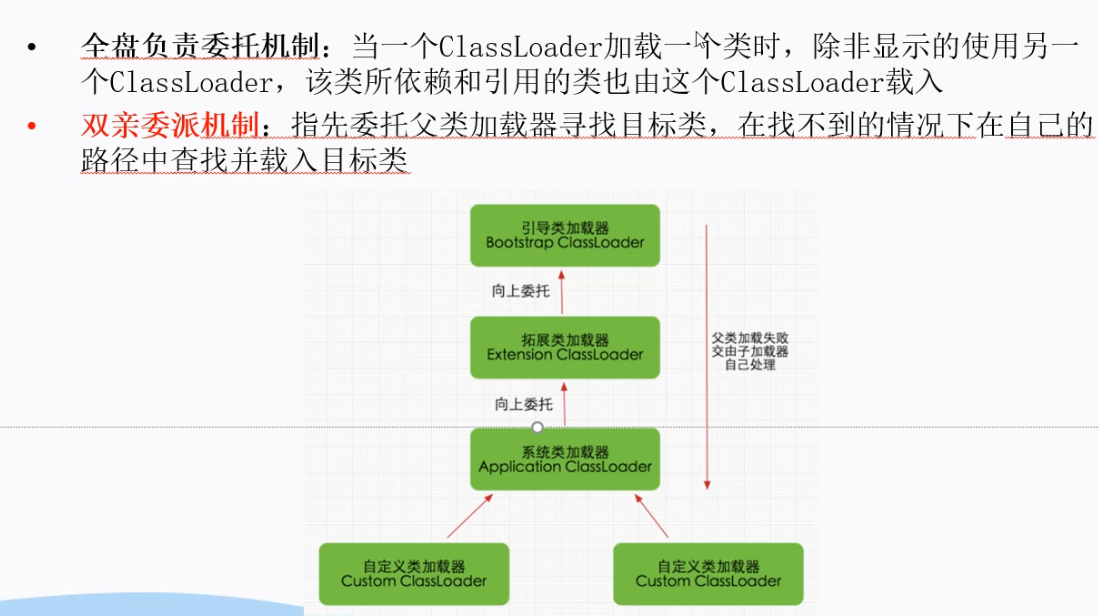 • 全盘负责委托机制：当一个ClassLoader加载一个类时，除非显示的使用另一
个ClassLoader，该类所依赖和引用的类也由这个ClassLoader载入
• 双亲委派机制：指先委托父类加载器寻找目标类，在找不到的情况下在自己的
路径中查找并载入目标类
引导类加载器
Bootstrap ClassLoader
向上委托
拓展类加载器
Extension ClassLoader
父类加载失败
交由子加载器
自己处理
向上委托
系统类加载器
Application ClassLoader
自定义类加载器
Custom ClassLoader
自定义类加载器
Custom ClassLoader